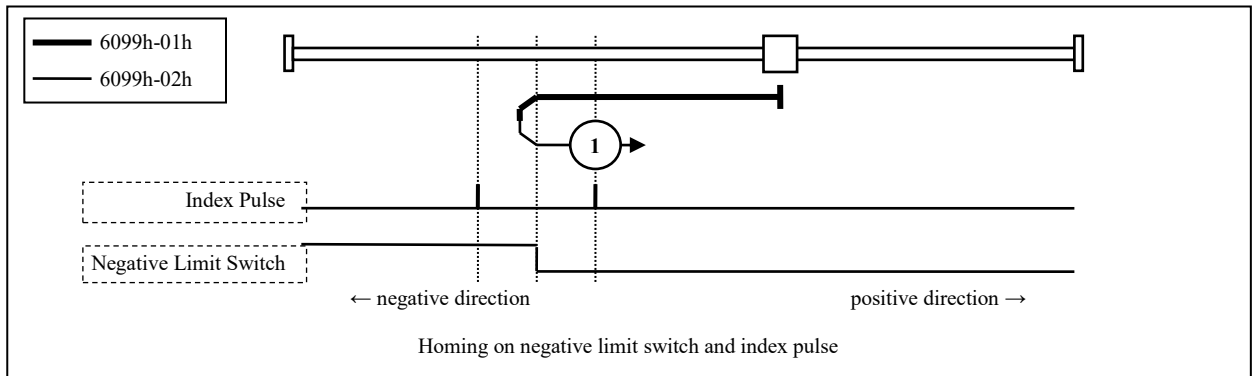 6099h-01h
6099h-02h
1
Index Pulse
Negative Limit Switch
← negative direction
positive direction →
Homing on negative limit switch and index pulse